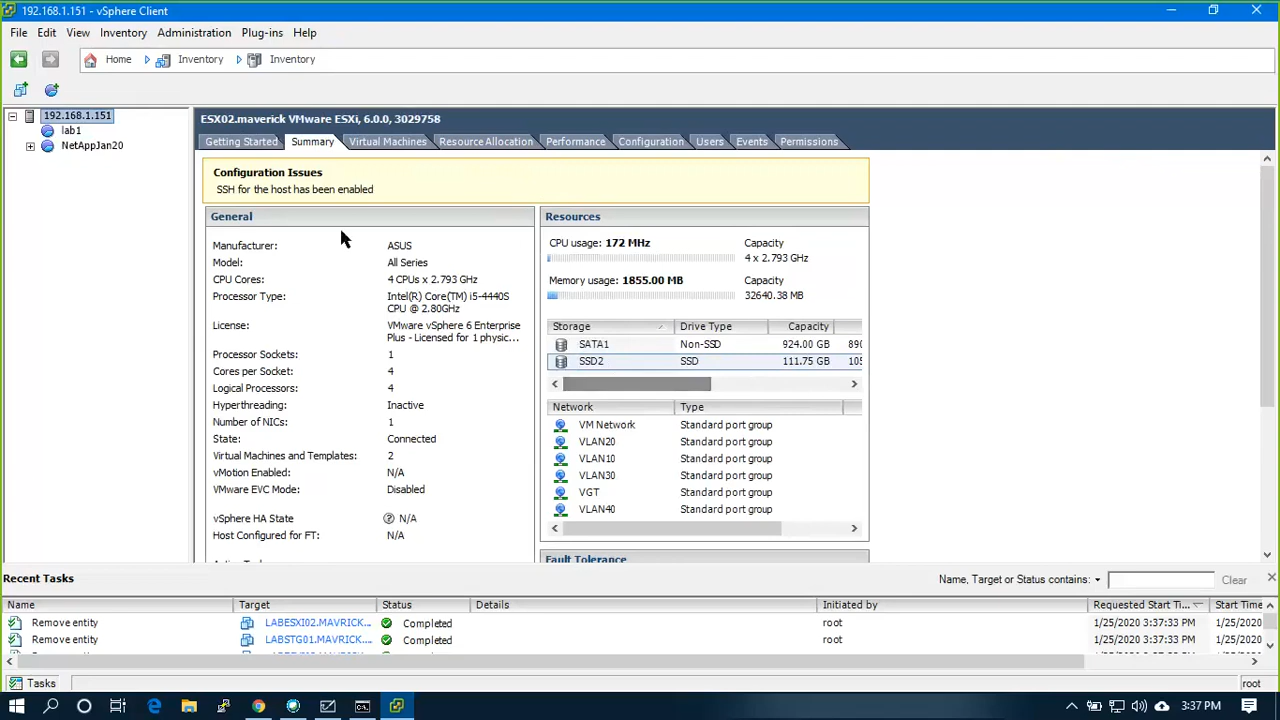 192.168.1.151 - vSphere Client
File Edit View Inventory Administration Plug-ins Help
Home Inventory Inventory
192.168.1.151
lab1
NetAppJan20
ESX02.maverick VMware ESXi, 6.0.0, 3029758
Getting Started Summary Virtual Machines Resource Allocation Performance Configuration Users Events Permissions
Configuration Issues
SSH for the host has been enabled
General
Manufacturer: ASUS
Model: All Series
CPU Cores: 4 CPUs x 2.793 GHz
Processor Type: Intel(R) Core(TM) i5-4440S
CPU @ 2.80GHz
License: VMware vSphere 6 Enterprise
Plus - Licensed for 1 physic...
Processor Sockets: 1
Cores per Socket: 4
Logical Processors: 4
Hyperthreading: Inactive
Number of NICs: 1
State: Connected
Virtual Machines and Templates: 2
vMotion Enabled: N/A
VMware EVC Mode: Disabled
vSphere HA State N/A
Host Configured for FT: N/A
Resources
CPU usage: 172 MHz Capacity
4 x 2.793 GHz
Memory usage: 1855.00 MB Capacity
32640.38 MB
Storage Drive Type Capacity
SATA1 Non-SSD 924.00 GB 890
SSD2 SSD 111.75 GB 105
Network Type
VM Network Standard port group
VLAN20 Standard port group
VLAN10 Standard port group
VLAN30 Standard port group
VGT Standard port group
VLAN40 Standard port group
Fault Tolerance
Recent Tasks Name, Target or Status contains: Clear
Name Target Status Details Initiated by Requested Start Ti... Start Time
Remove entity LABESXI02.MAVRICK.... Completed root 1/25/2020 3:37:33 PM 1/25/2020
Remove entity LABSTG01.MAVRICK.... Completed root 1/25/2020 3:37:33 PM 1/25/2020
Tasks root
3:37 PM